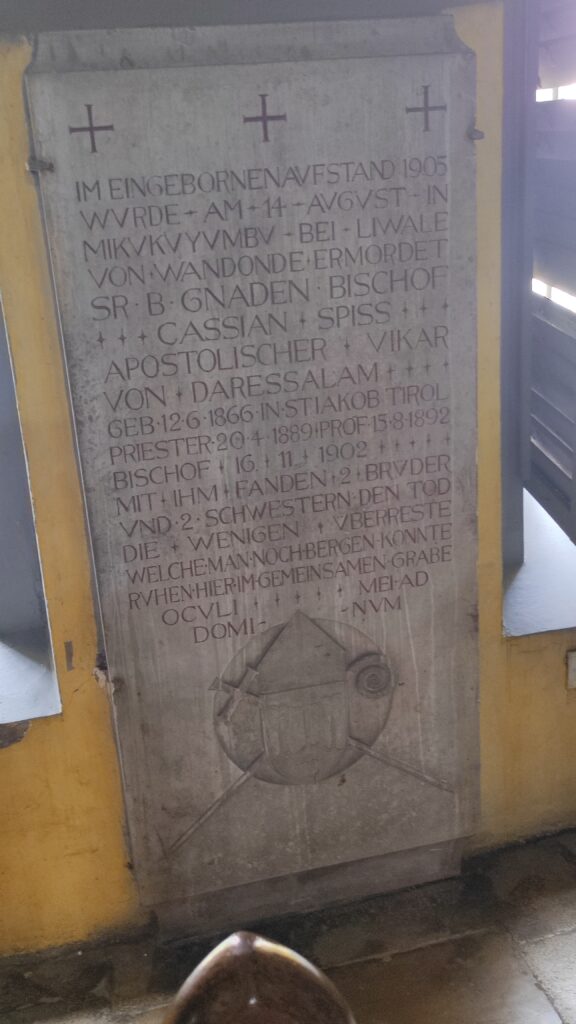 IM EINGEBORNENAVFSTAND 1905
WVRDE + AM + 14 + AVGVST + IN
MIKVKVYVMBV + BEI + LIWALE
VON · WANDONDE · ERMORDET
SR · B · GNADEN · BISCHOF
+ + + CASSIAN + SPISS + + +
APOSTOLISCHER + VIKAR
VON + DARESSALAM + + + +
GEB · 12 · 6 · 1866 · IN · ST IAKOB TIROL
PRIESTER · 20 · 4 · 1889 · PROF · 15 · 8 · 1892
BISCHOF + 16 · 11 · 1902 + + + + +
MIT + IHM + FANDEN + 2 + BRVDER
VND · 2 · SCHWESTERN · DEN TOD
DIE + WENIGEN + VBERRESTE
WELCHE · MAN · NOCH · BERGEN · KONNTE
RVHEN · HIER · IM · GEMEINSAMEN · GRABE
OCVLI + + + + MEI · AD
DOMI - - NVM